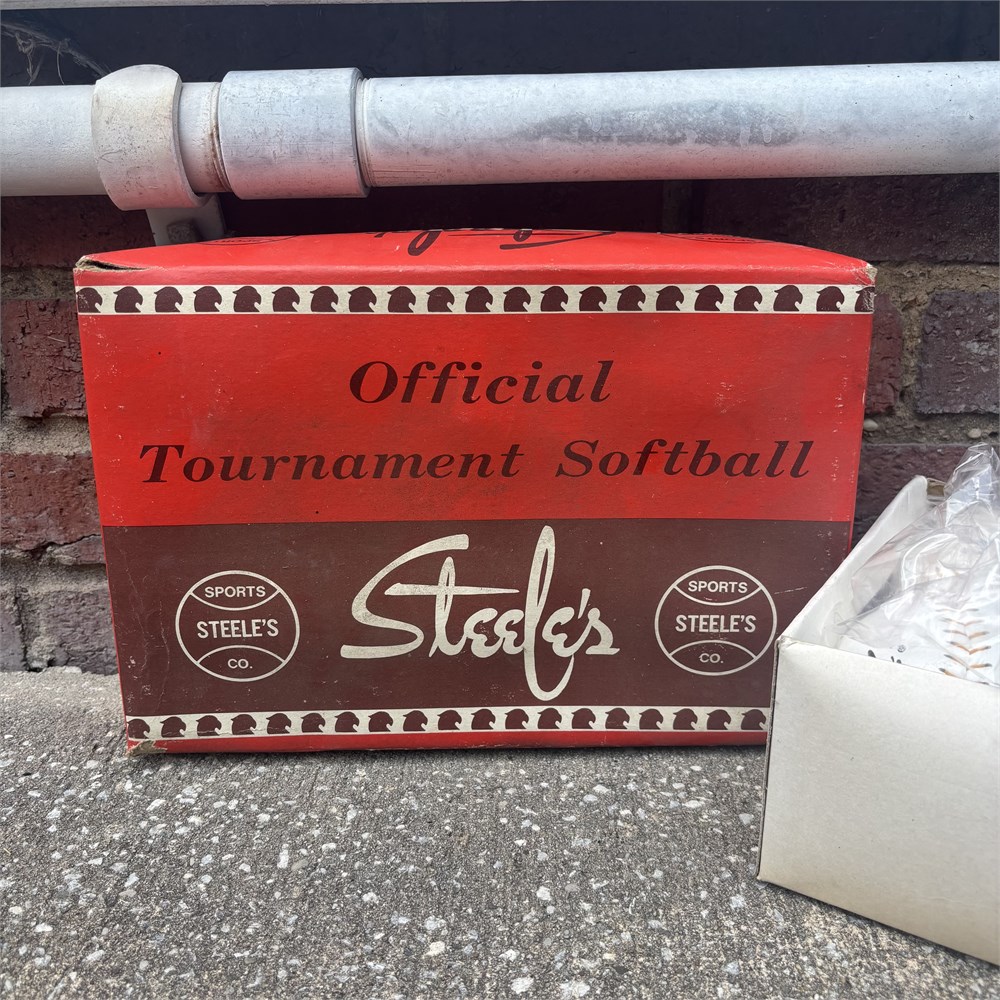 Official
Tournament Softball
Steele's
SPORTS
STEELE'S
CO.
SPORTS
STEELE'S
CO.